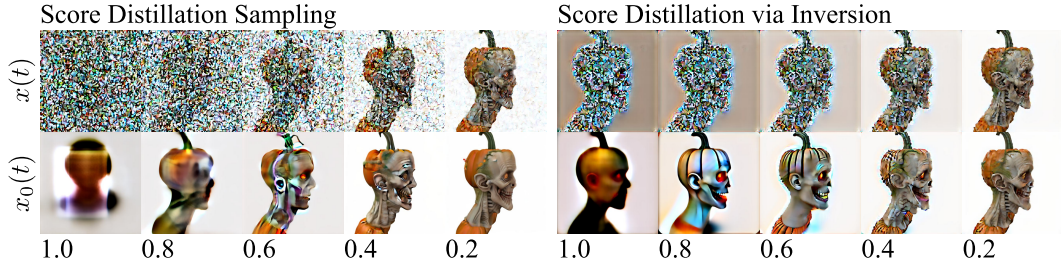 Score Distillation Sampling
Score Distillation via Inversion
x(t)
x₀(t)
1.0 0.8 0.6 0.4 0.2
1.0 0.8 0.6 0.4 0.2